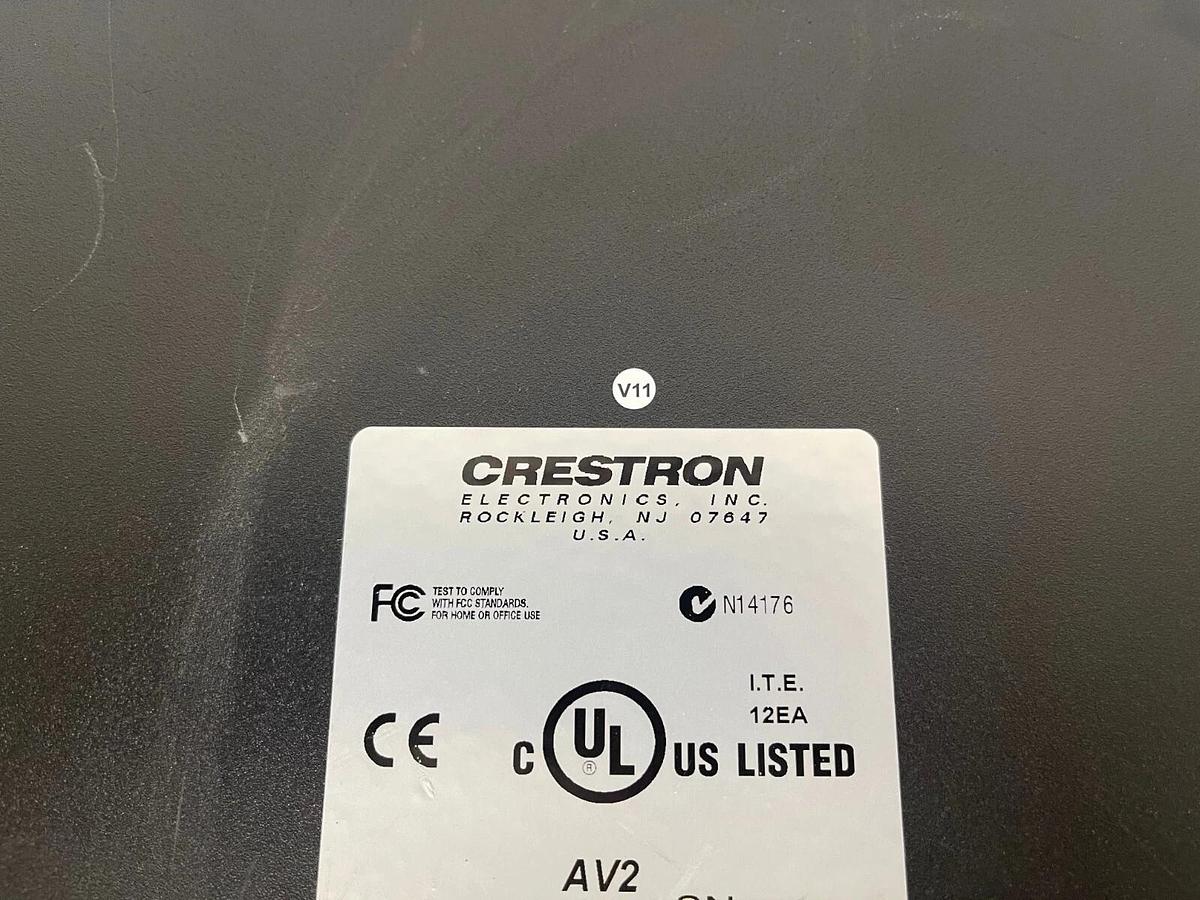 V11
CRESTRON
ELECTRONICS, INC.
ROCKLEIGH, NJ 07647
U.S.A.
FC TEST TO COMPLY
WITH FCC STANDARDS.
FOR HOME OR OFFICE USE
N14176
I.T.E.
12EA
CE
C UL® US LISTED
AV2